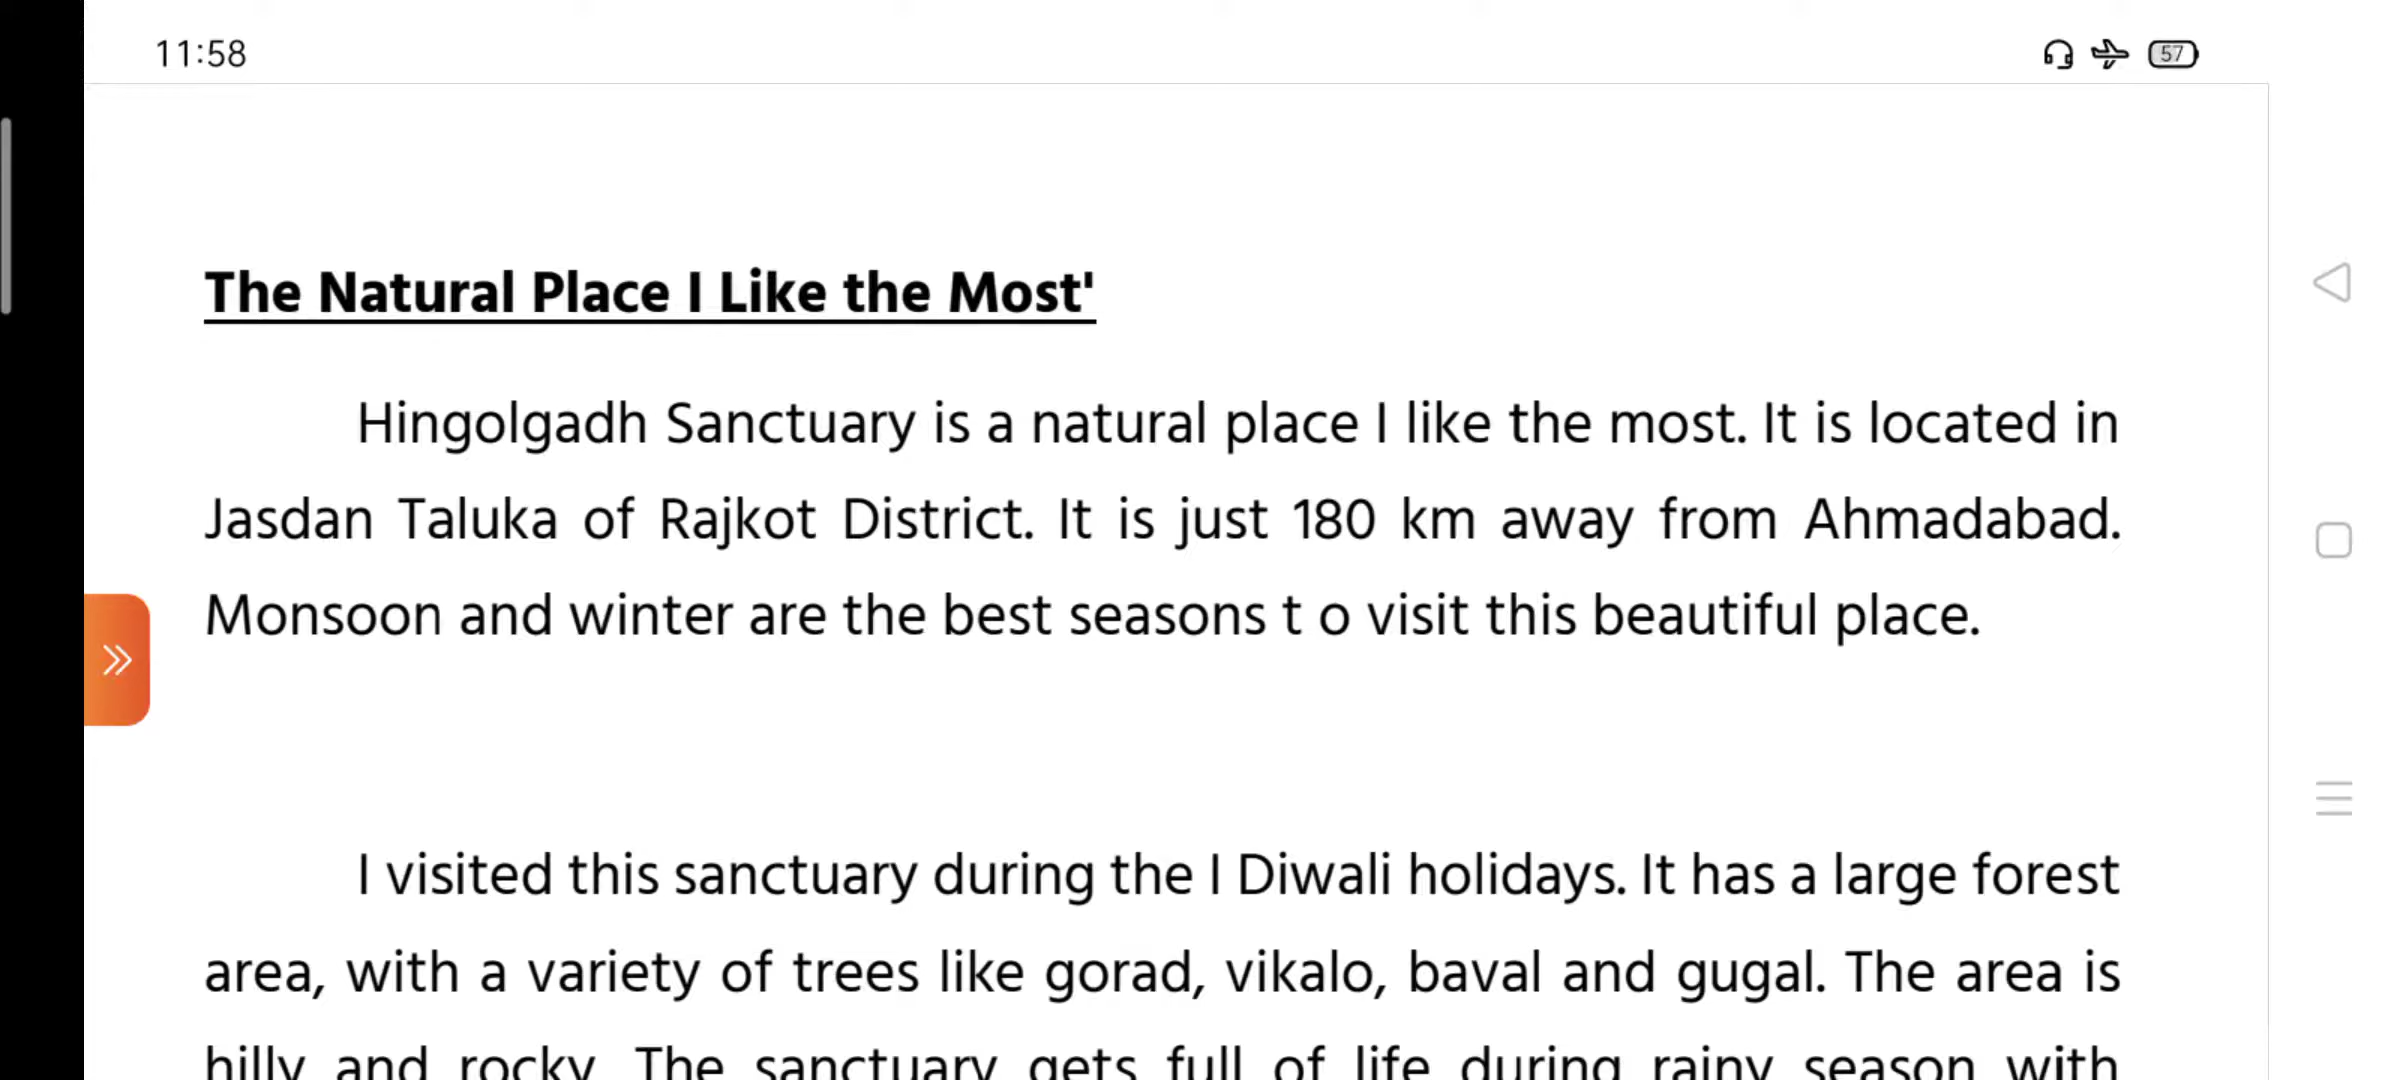 11:58
57
The Natural Place I Like the Most'
Hingolgadh Sanctuary is a natural place I like the most. It is located in
Jasdan Taluka of Rajkot District. It is just 180 km away from Ahmadabad.
Monsoon and winter are the best seasons t o visit this beautiful place.
I visited this sanctuary during the I Diwali holidays. It has a large forest
area, with a variety of trees like gorad, vikalo, baval and gugal. The area is
hilly and rocky. The sanctuary gets full of life during rainy season with